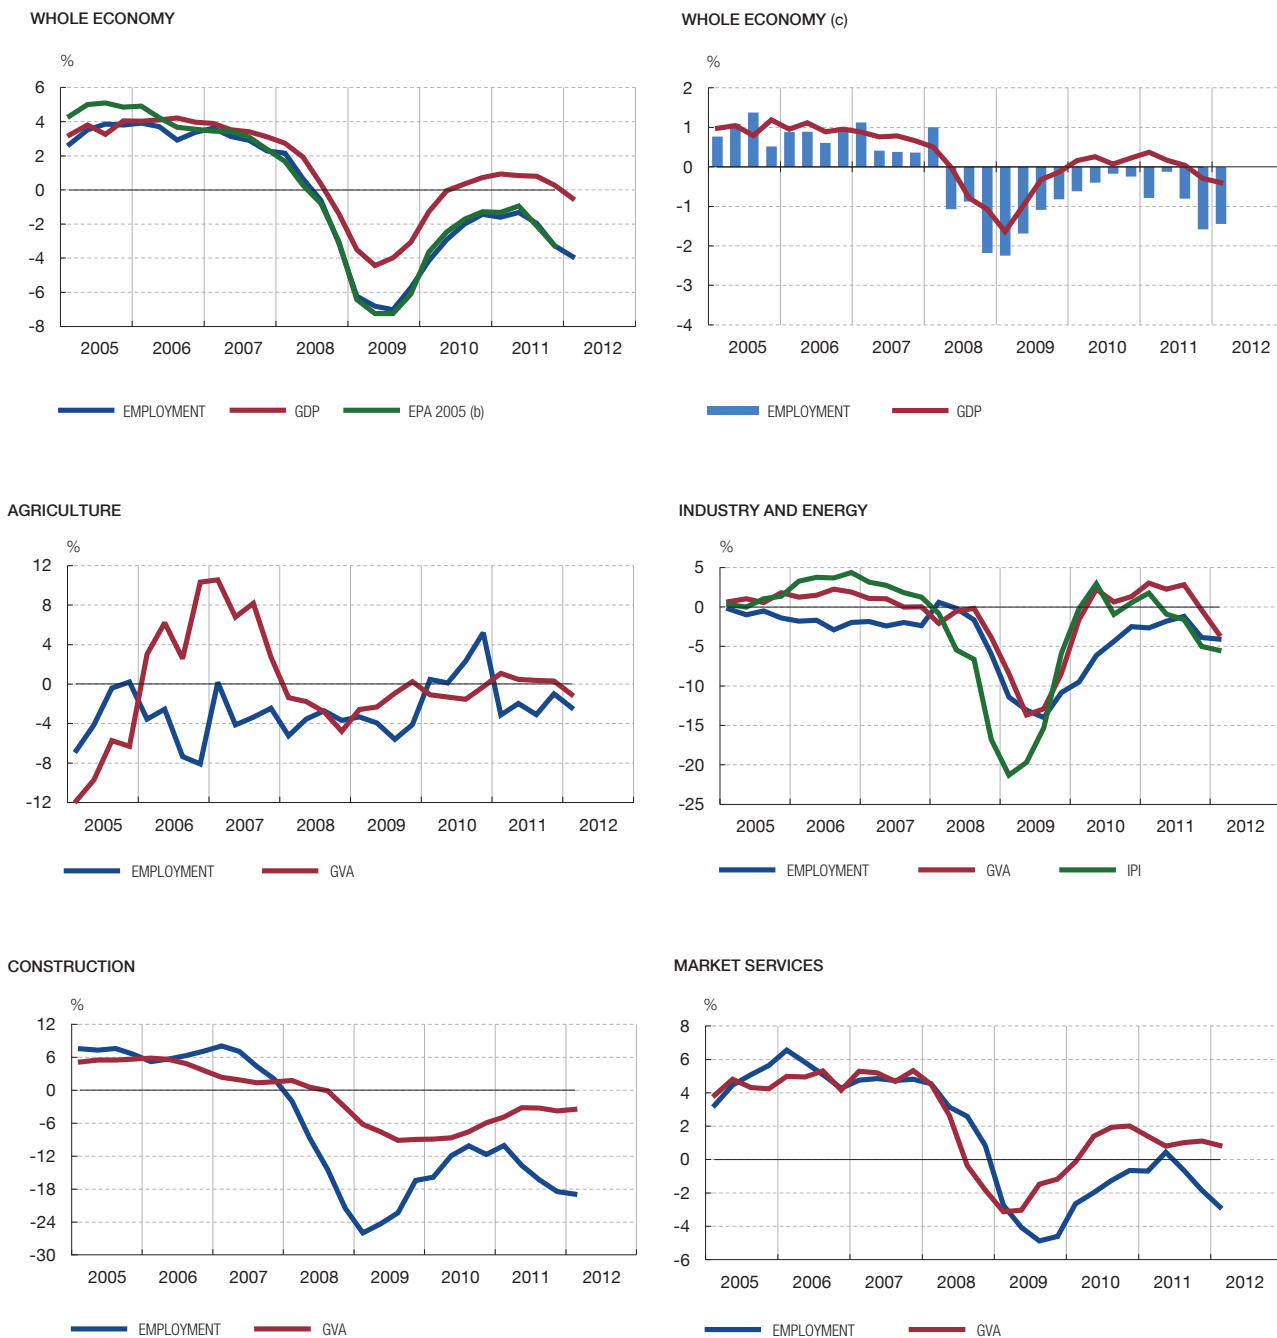 WHOLE ECONOMY
%
6
4
2
0
-2
-4
-6
-8
2005 2006 2007 2008 2009 2010 2011 2012
EMPLOYMENT GDP EPA 2005 (b)
WHOLE ECONOMY (c)
%
2
1
0
-1
-2
-3
-4
2005 2006 2007 2008 2009 2010 2011 2012
EMPLOYMENT GDP
AGRICULTURE
%
12
8
4
0
-4
-8
-12
2005 2006 2007 2008 2009 2010 2011 2012
EMPLOYMENT GVA
INDUSTRY AND ENERGY
%
5
0
-5
-10
-15
-20
-25
2005 2006 2007 2008 2009 2010 2011 2012
EMPLOYMENT GVA IPI
CONSTRUCTION
%
12
6
0
-6
-12
-18
-24
-30
2005 2006 2007 2008 2009 2010 2011 2012
EMPLOYMENT GVA
MARKET SERVICES
%
8
6
4
2
0
-2
-4
-6
2005 2006 2007 2008 2009 2010 2011 2012
EMPLOYMENT GVA